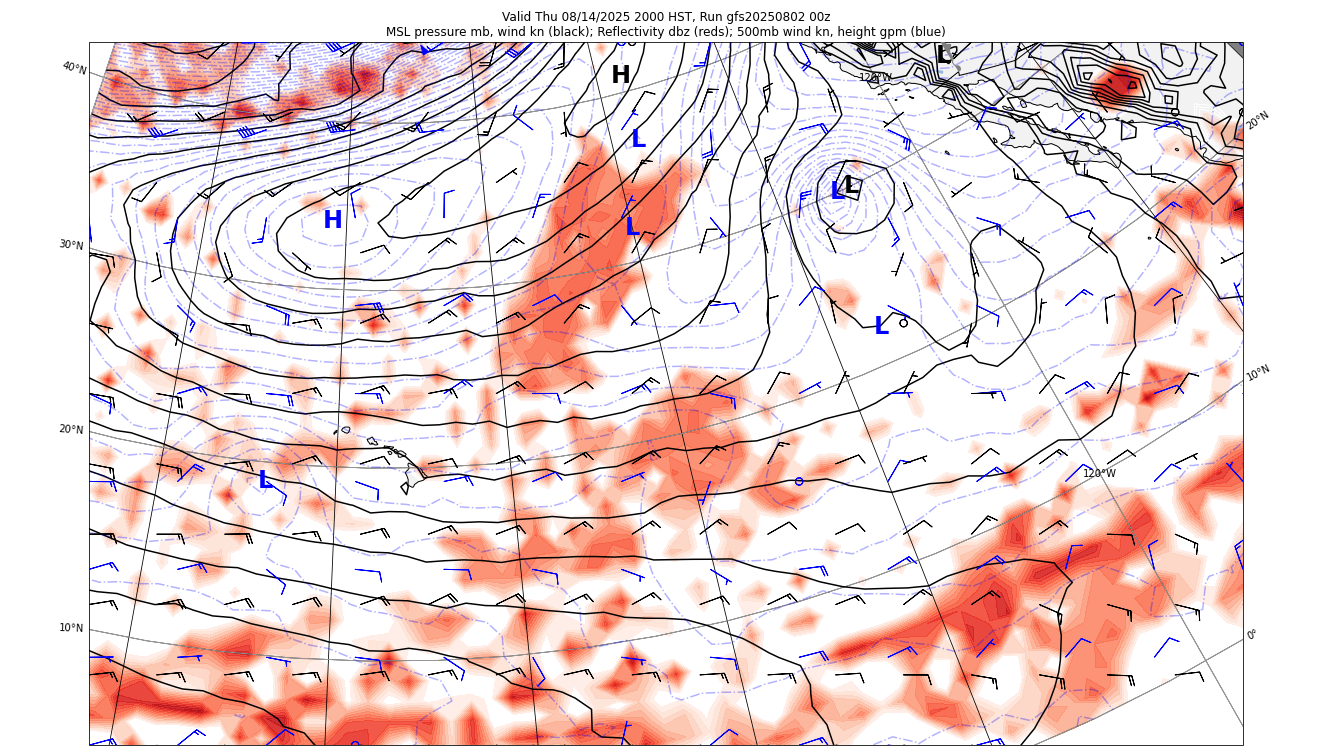 Valid Thu 08/14/2025 2000 HST, Run gfs20250802 00z
MSL pressure mb, wind kn (black); Reflectivity dbz (reds); 500mb wind kn, height gpm (blue)
L
40°N
H
120°W
20°N
L
L L
H
L
30°N
L
10°N
20°N
L
120°W
10°N
0°